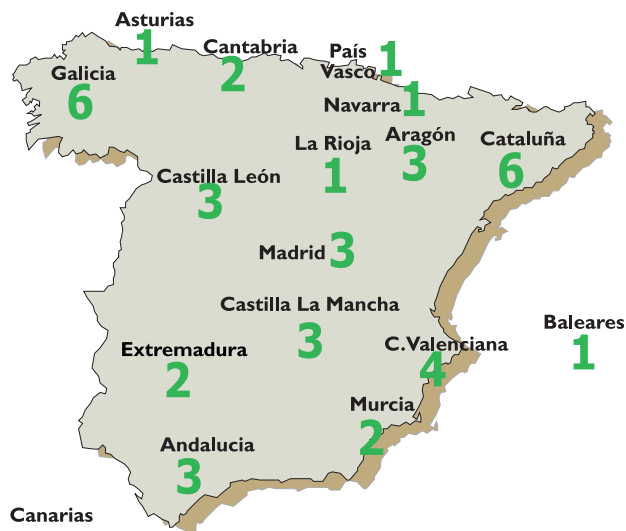 Asturias
1
Cantabria
2
País
Vasco 1
Galicia
6
Navarra 1
La Rioja
1
Aragón
3
Cataluña
6
Castilla León
3
Madrid 3
Castilla La Mancha
3
Baleares
1
C.Valenciana
4
Extremadura
2
Murcia
2
Andalucia
3
Canarias